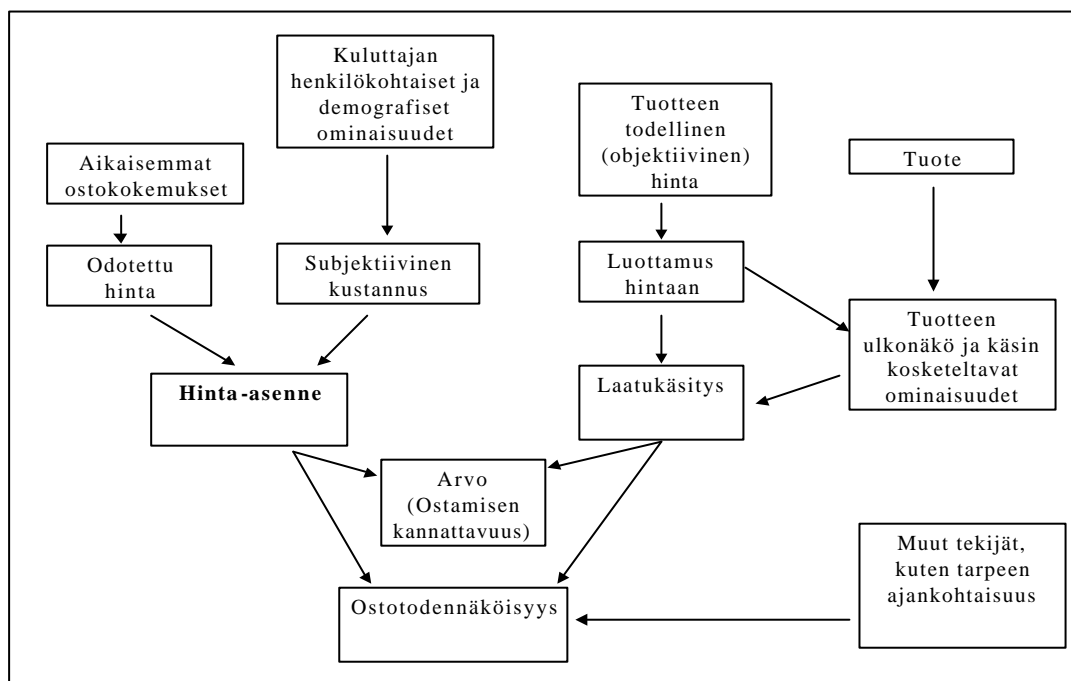 Kuluttajan
henkilökohtaiset ja
demografiset
ominaisuudet
Tuotteen
todellinen
(objektiivinen)
hinta
Aikaisemmat
ostokokemukset
Tuote
Odotettu
hinta
Subjektiivinen
kustannus
Luottamus
hintaan
Tuotteen
ulkonäkö ja käsin
kosketeltavat
ominaisuudet
Hinta-asenne
Laatukäsitys
Arvo
(Ostamisen
kannattavuus)
Muut tekijät,
kuten tarpeen
ajankohtaisuus
Ostotodennäköisyys